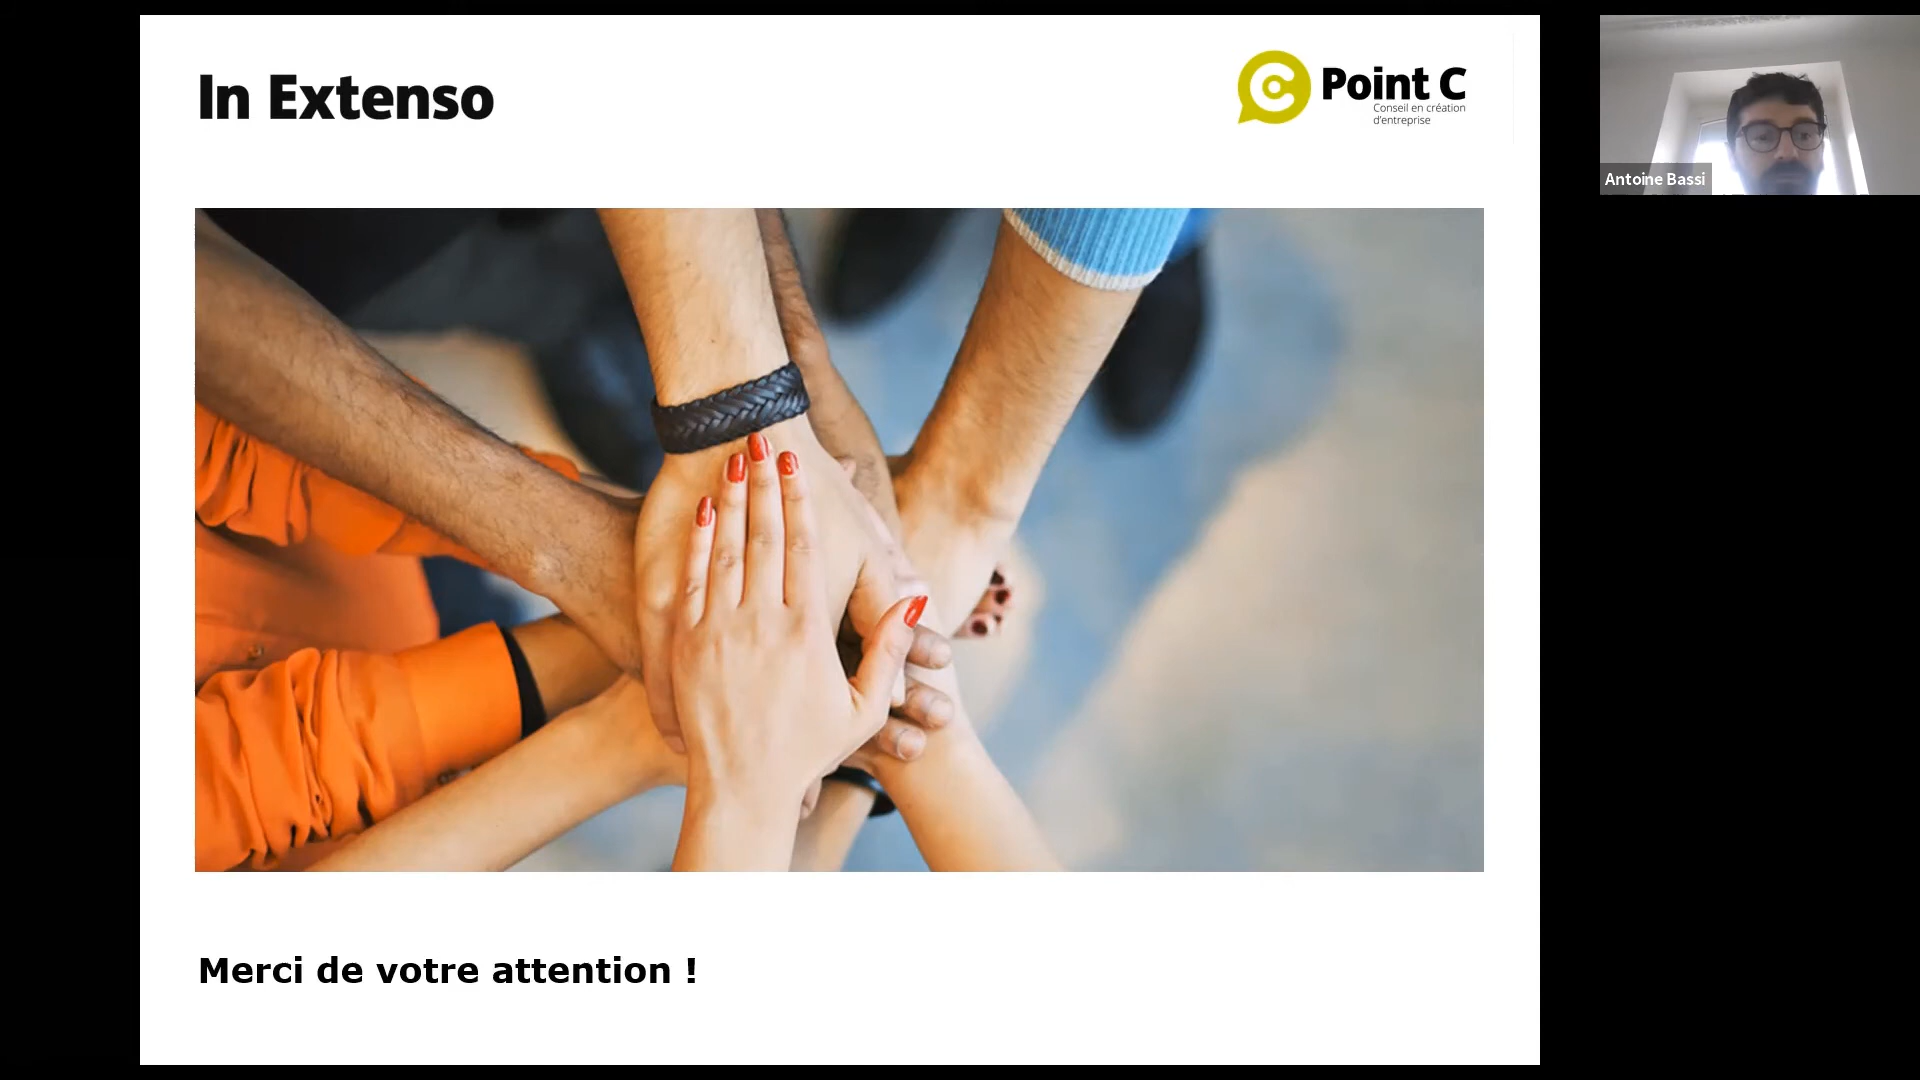 In Extenso
Point C
Conseil en création
d'entreprise
Antoine Bassi
Merci de votre attention !